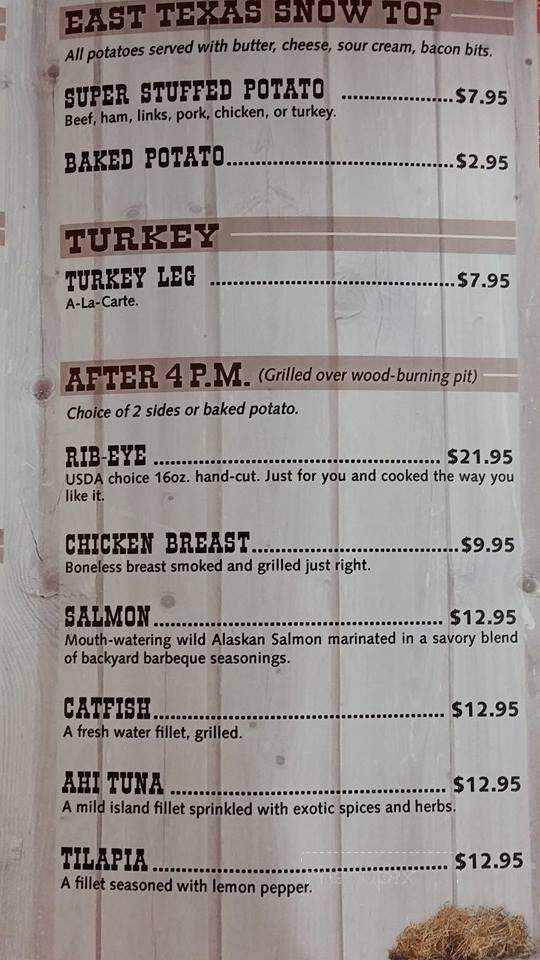 EAST TEXAS SNOW TOP
All potatoes served with butter, cheese, sour cream, bacon bits.
SUPER STUFFED POTATO ....................$7.95
Beef, ham, links, pork, chicken, or turkey.
BAKED POTATO........................................$2.95
TURKEY
TURKEY LEG ...........................................$7.95
A-La-Carte.
AFTER 4 P.M. (Grilled over wood-burning pit)
Choice of 2 sides or baked potato.
RIB-EYE .................................................. $21.95
USDA choice 16oz. hand-cut. Just for you and cooked the way you
like it.
CHICKEN BREAST....................................$9.95
Boneless breast smoked and grilled just right.
SALMON................................................... $12.95
Mouth-watering wild Alaskan Salmon marinated in a savory blend
of backyard barbeque seasonings.
CATFISH................................................... $12.95
A fresh water fillet, grilled.
AHI TUNA ................................................ $12.95
A mild island fillet sprinkled with exotic spices and herbs.
TILAPIA .................................................... $12.95
A fillet seasoned with lemon pepper.